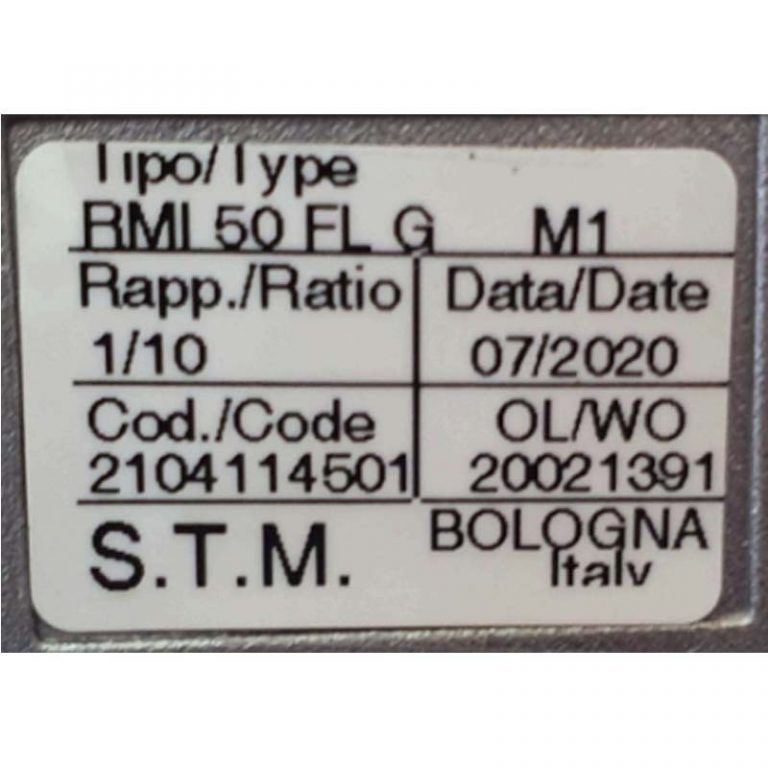 Tipo/Type
RMI 50 FL G M1
Rapp./Ratio Data/Date
1/10 07/2020
Cod./Code OL/WO
2104114501 20021391
S.T.M. BOLOGNA
Italy